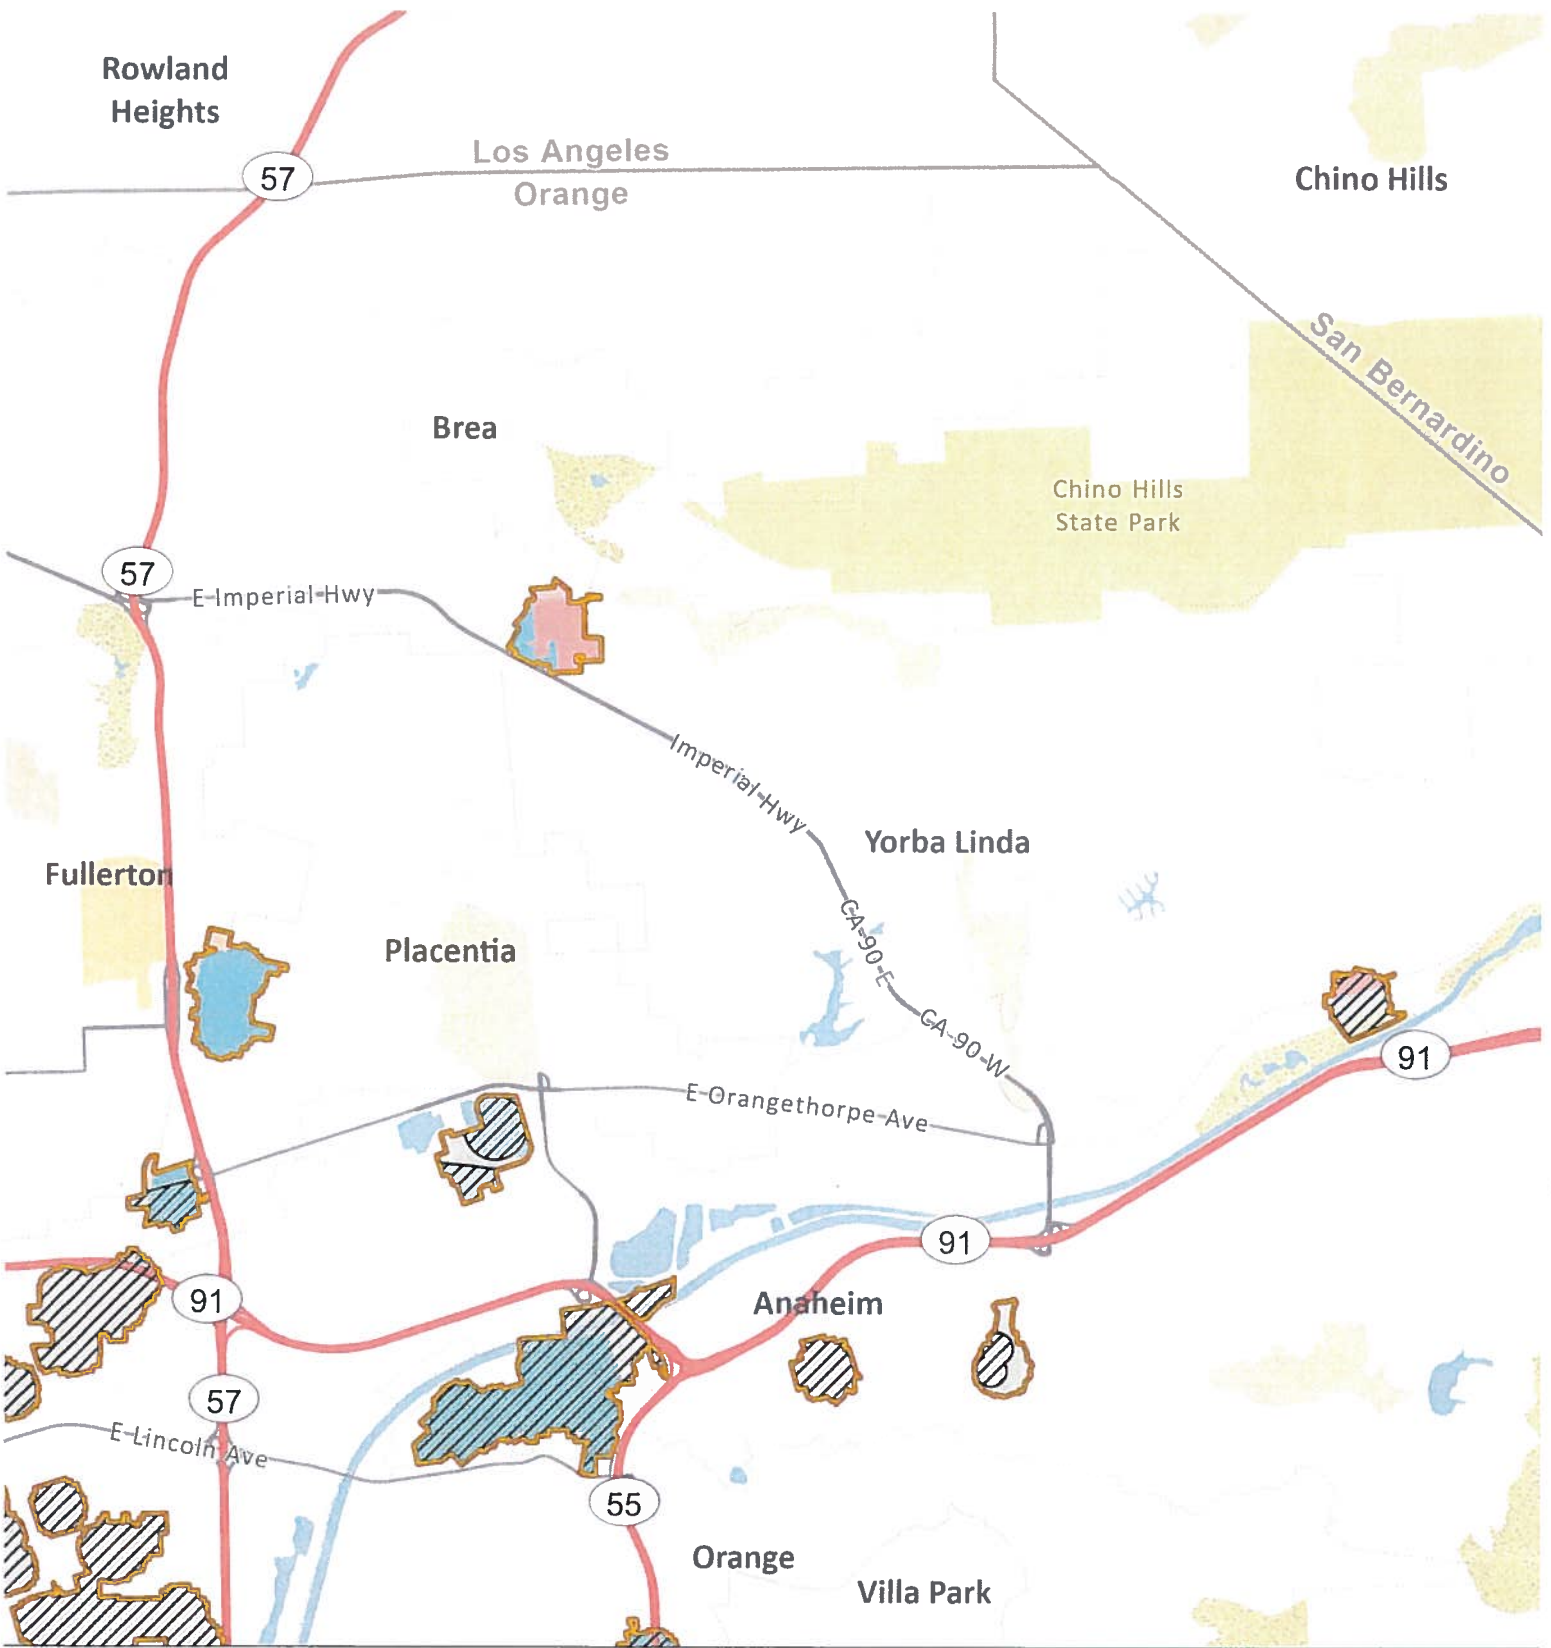 Rowland
Heights
Los Angeles
57
Orange
Chino Hills
San Bernardino
Brea
Chino Hills
State Park
57
E Imperial Hwy
Imperial Hwy
Yorba Linda
Fullerton
CA-90-E
Placentia
CA-90-W
91
E Orangethorpe Ave
91
91
Anaheim
57
E Lincoln Ave
55
Orange
Villa Park